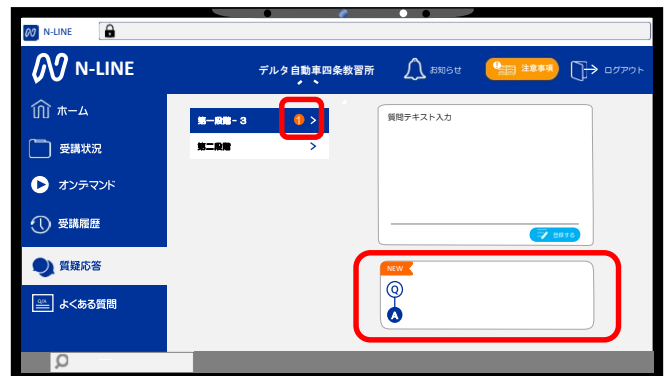 N-LINE
N-LINE
デルタ自動車四条教習所
お知らせ
注意事項
ログアウト
ホーム
受講状況
オンデマンド
受講履歴
質疑応答
よくある質問
第一段階-3
1
第二段階
質問テキスト入力
登録する
NEW
Q
A